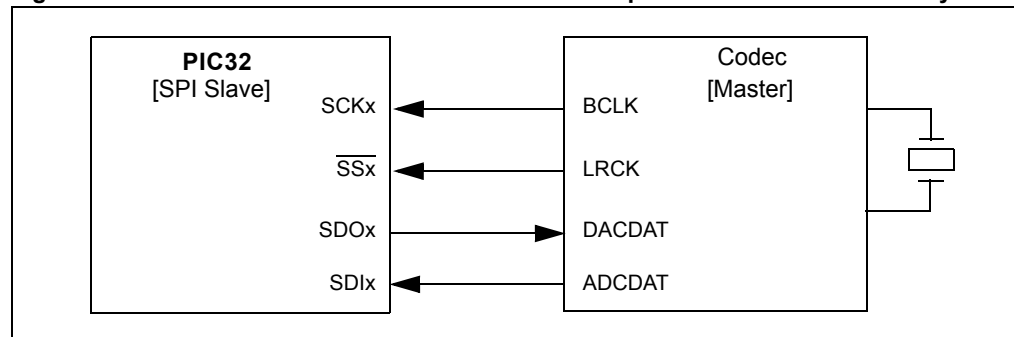 PIC32
[SPI Slave]
SCKx
SSx
SDOx
SDIx
Codec
[Master]
BCLK
LRCK
DACDAT
ADCDAT